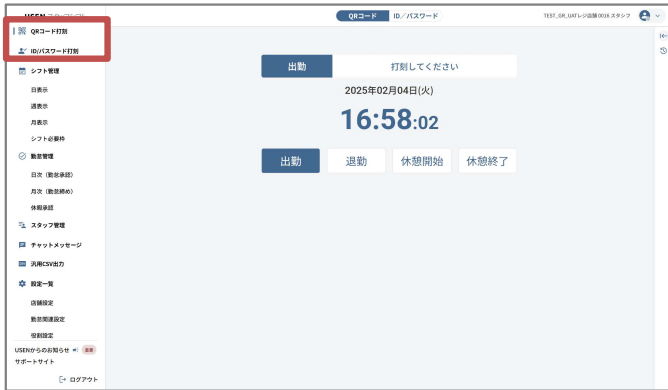 QRコード ID／パスワード
TEST_GR_UATレジ店舗0016 スタシフ
QRコード打刻
ID/パスワード打刻
シフト管理
日表示
週表示
月表示
シフト必要枠
勤怠管理
日次（勤怠承認）
月次（勤怠締め）
休暇承認
スタッフ管理
チャットメッセージ
汎用CSV出力
設定一覧
店舗設定
勤怠関連設定
役割設定
USENからのお知らせ 重要
サポートサイト
ログアウト
出勤 打刻してください
2025年02月04日(火)
16:58:02
出勤 退勤 休憩開始 休憩終了